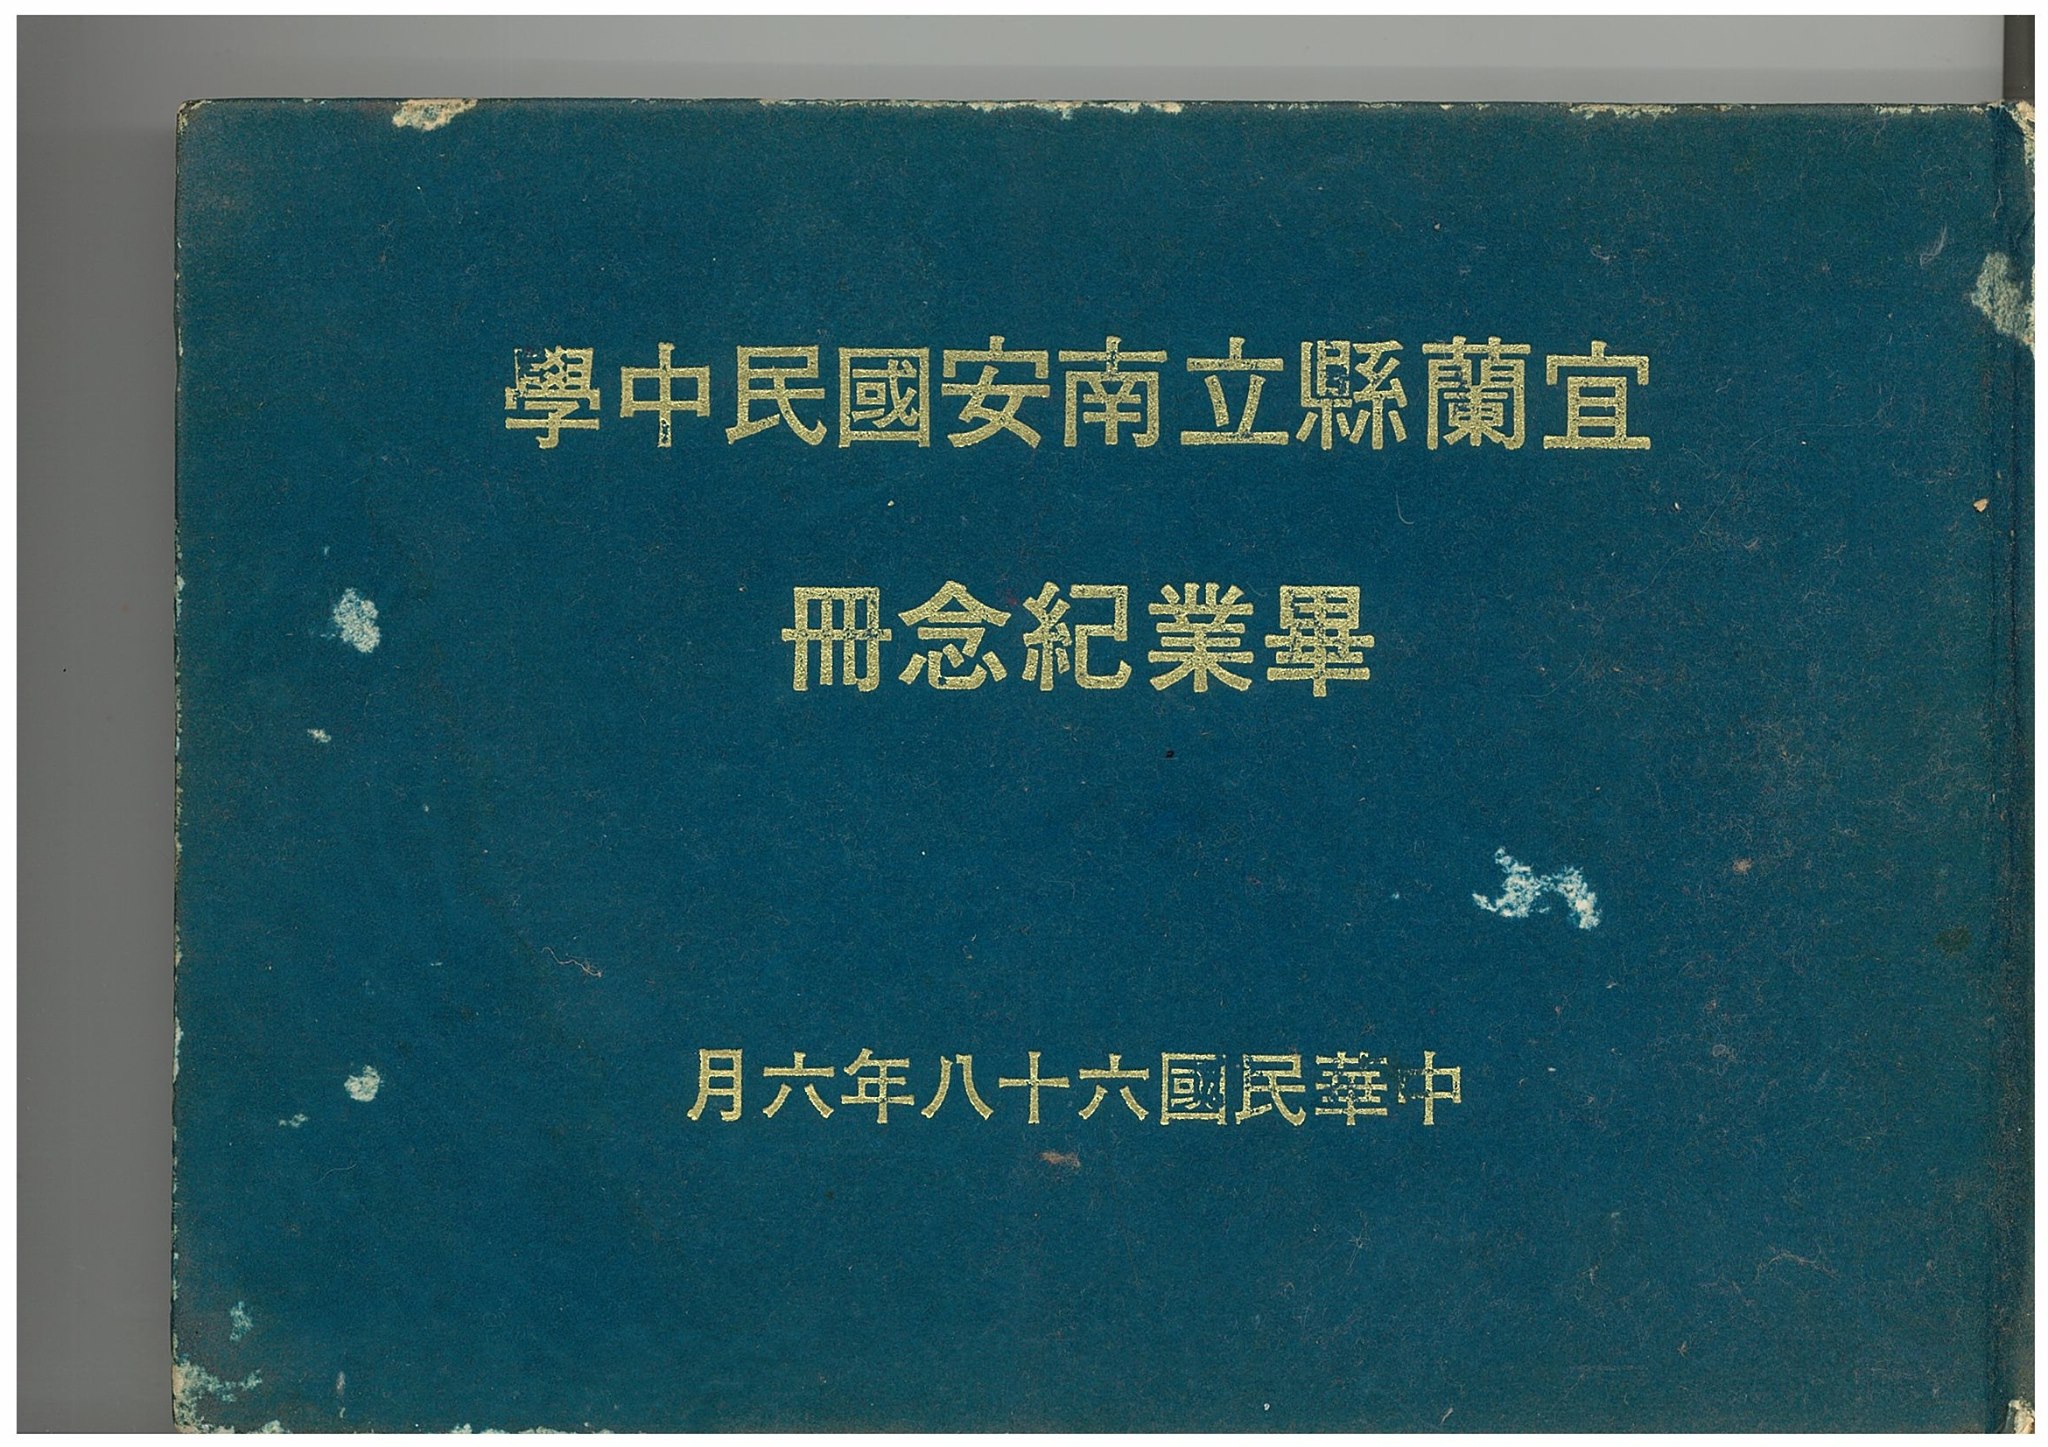 宜蘭縣立南安國民中學
畢業紀念冊
中華民國六十八年六月